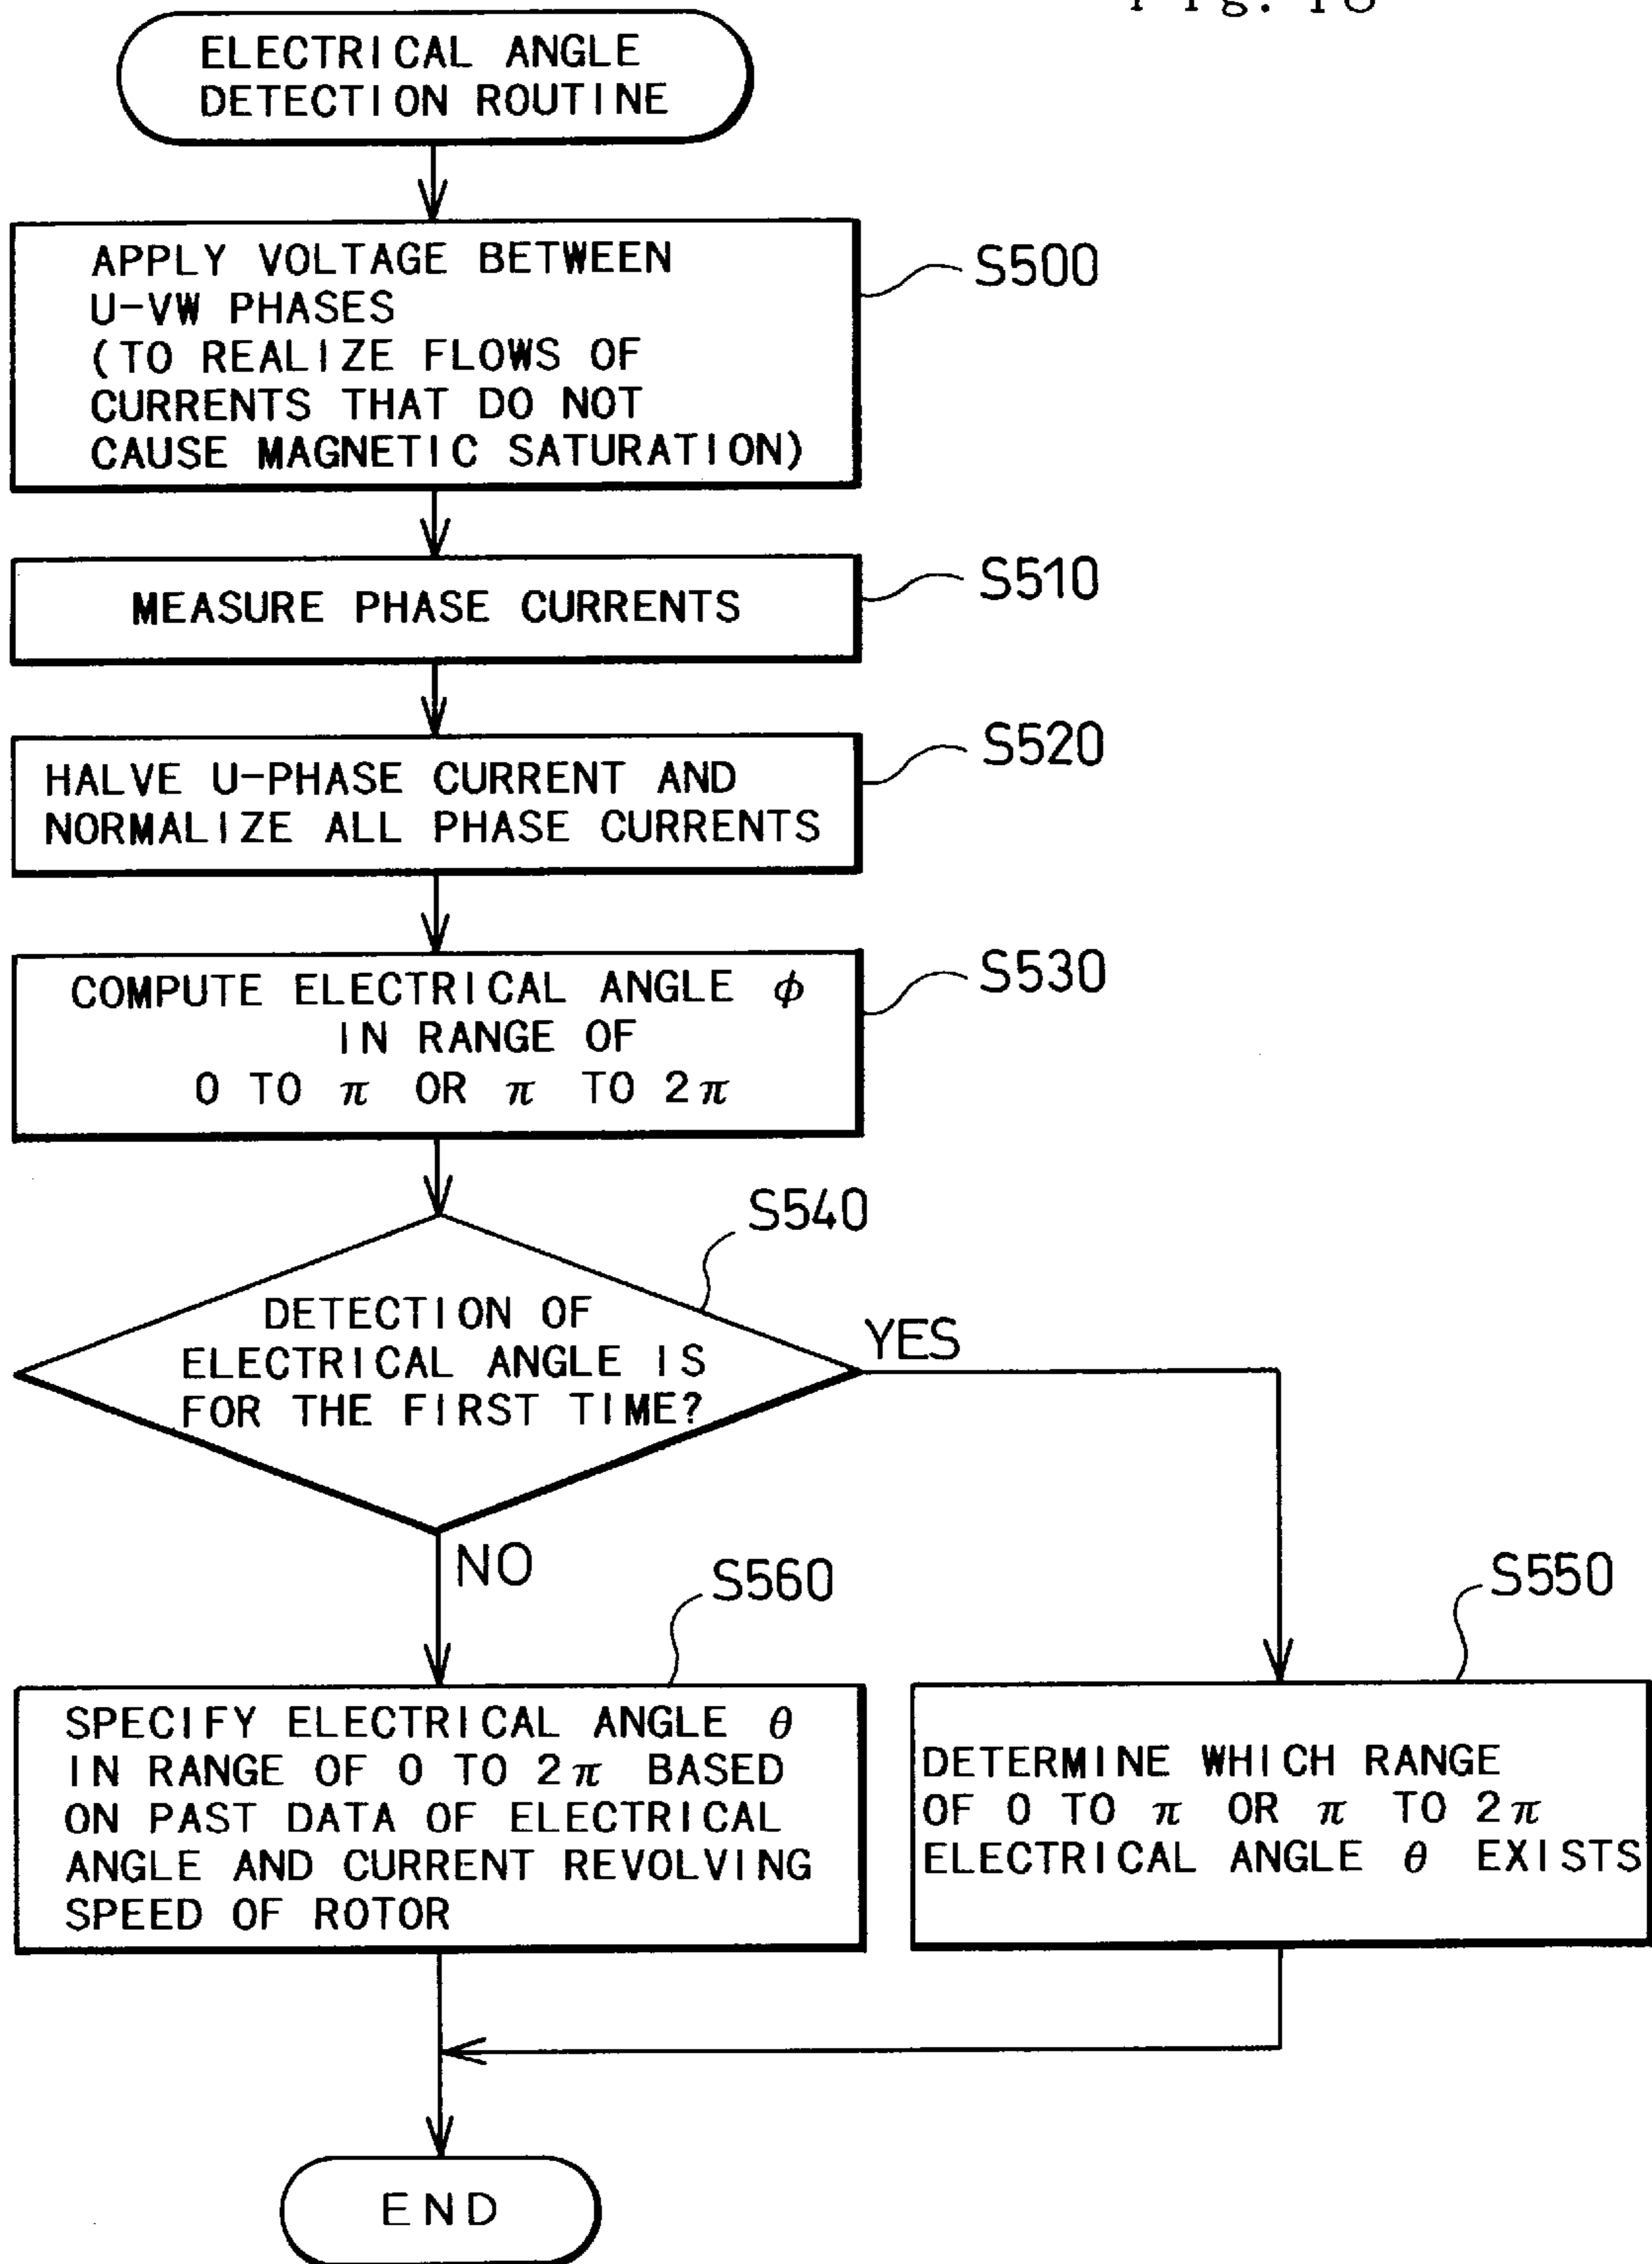 ELECTRICAL ANGLE
DETECTION ROUTINE
APPLY VOLTAGE BETWEEN
U-VW PHASES
(TO REALIZE FLOWS OF
CURRENTS THAT DO NOT
CAUSE MAGNETIC SATURATION)
S500
MEASURE PHASE CURRENTS
S510
HALVE U-PHASE CURRENT AND
NORMALIZE ALL PHASE CURRENTS
S520
COMPUTE ELECTRICAL ANGLE ϕ
IN RANGE OF
0 TO π OR π TO 2π
S530
S540
DETECTION OF
ELECTRICAL ANGLE IS
FOR THE FIRST TIME?
YES
NO
S560
SPECIFY ELECTRICAL ANGLE θ
IN RANGE OF 0 TO 2π BASED
ON PAST DATA OF ELECTRICAL
ANGLE AND CURRENT REVOLVING
SPEED OF ROTOR
S550
DETERMINE WHICH RANGE
OF 0 TO π OR π TO 2π
ELECTRICAL ANGLE θ EXISTS
END